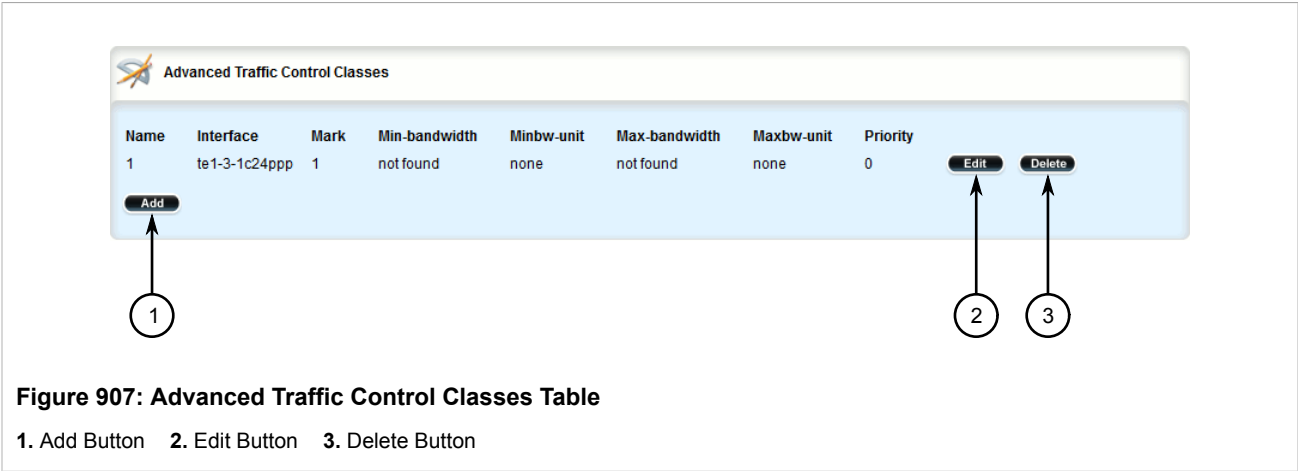 Advanced Traffic Control Classes
Name Interface Mark Min-bandwidth Minbw-unit Max-bandwidth Maxbw-unit Priority
1 te1-3-1c24ppp 1 not found none not found none 0 Edit Delete
Add
1 2 3
Figure 907: Advanced Traffic Control Classes Table
1. Add Button 2. Edit Button 3. Delete Button